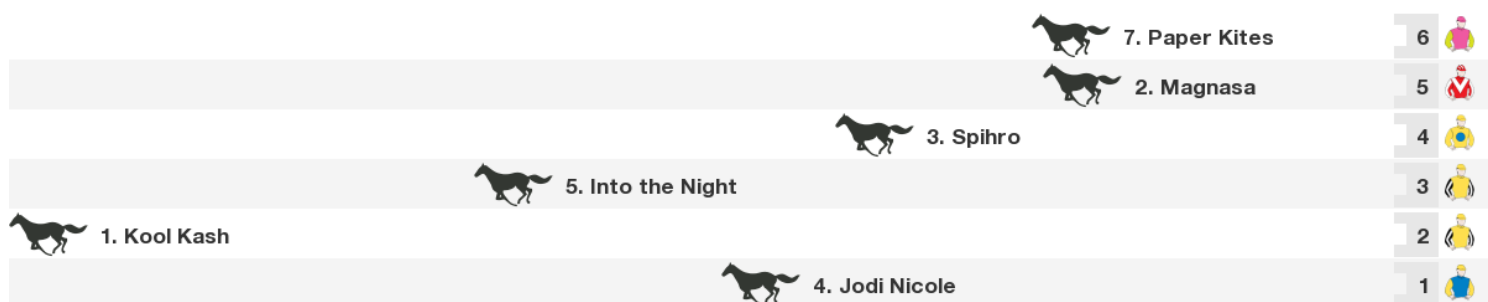 7. Paper Kites 6
2. Magnasa 5
3. Spihro 4
5. Into the Night 3
1. Kool Kash 2
4. Jodi Nicole 1